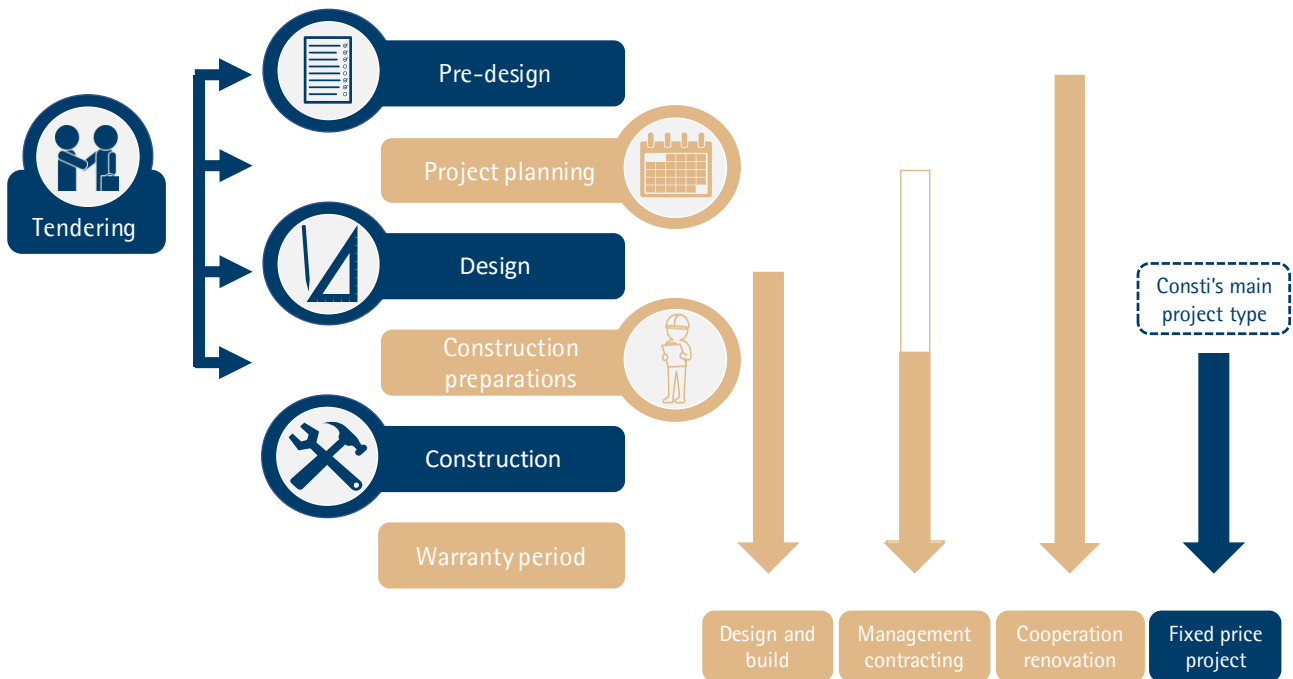 Pre-design
Project planning
Tendering
Design
Consti's main
project type
Construction
preparations
Construction
Warranty period
Design and
build
Management
contracting
Cooperation
renovation
Fixed price
project